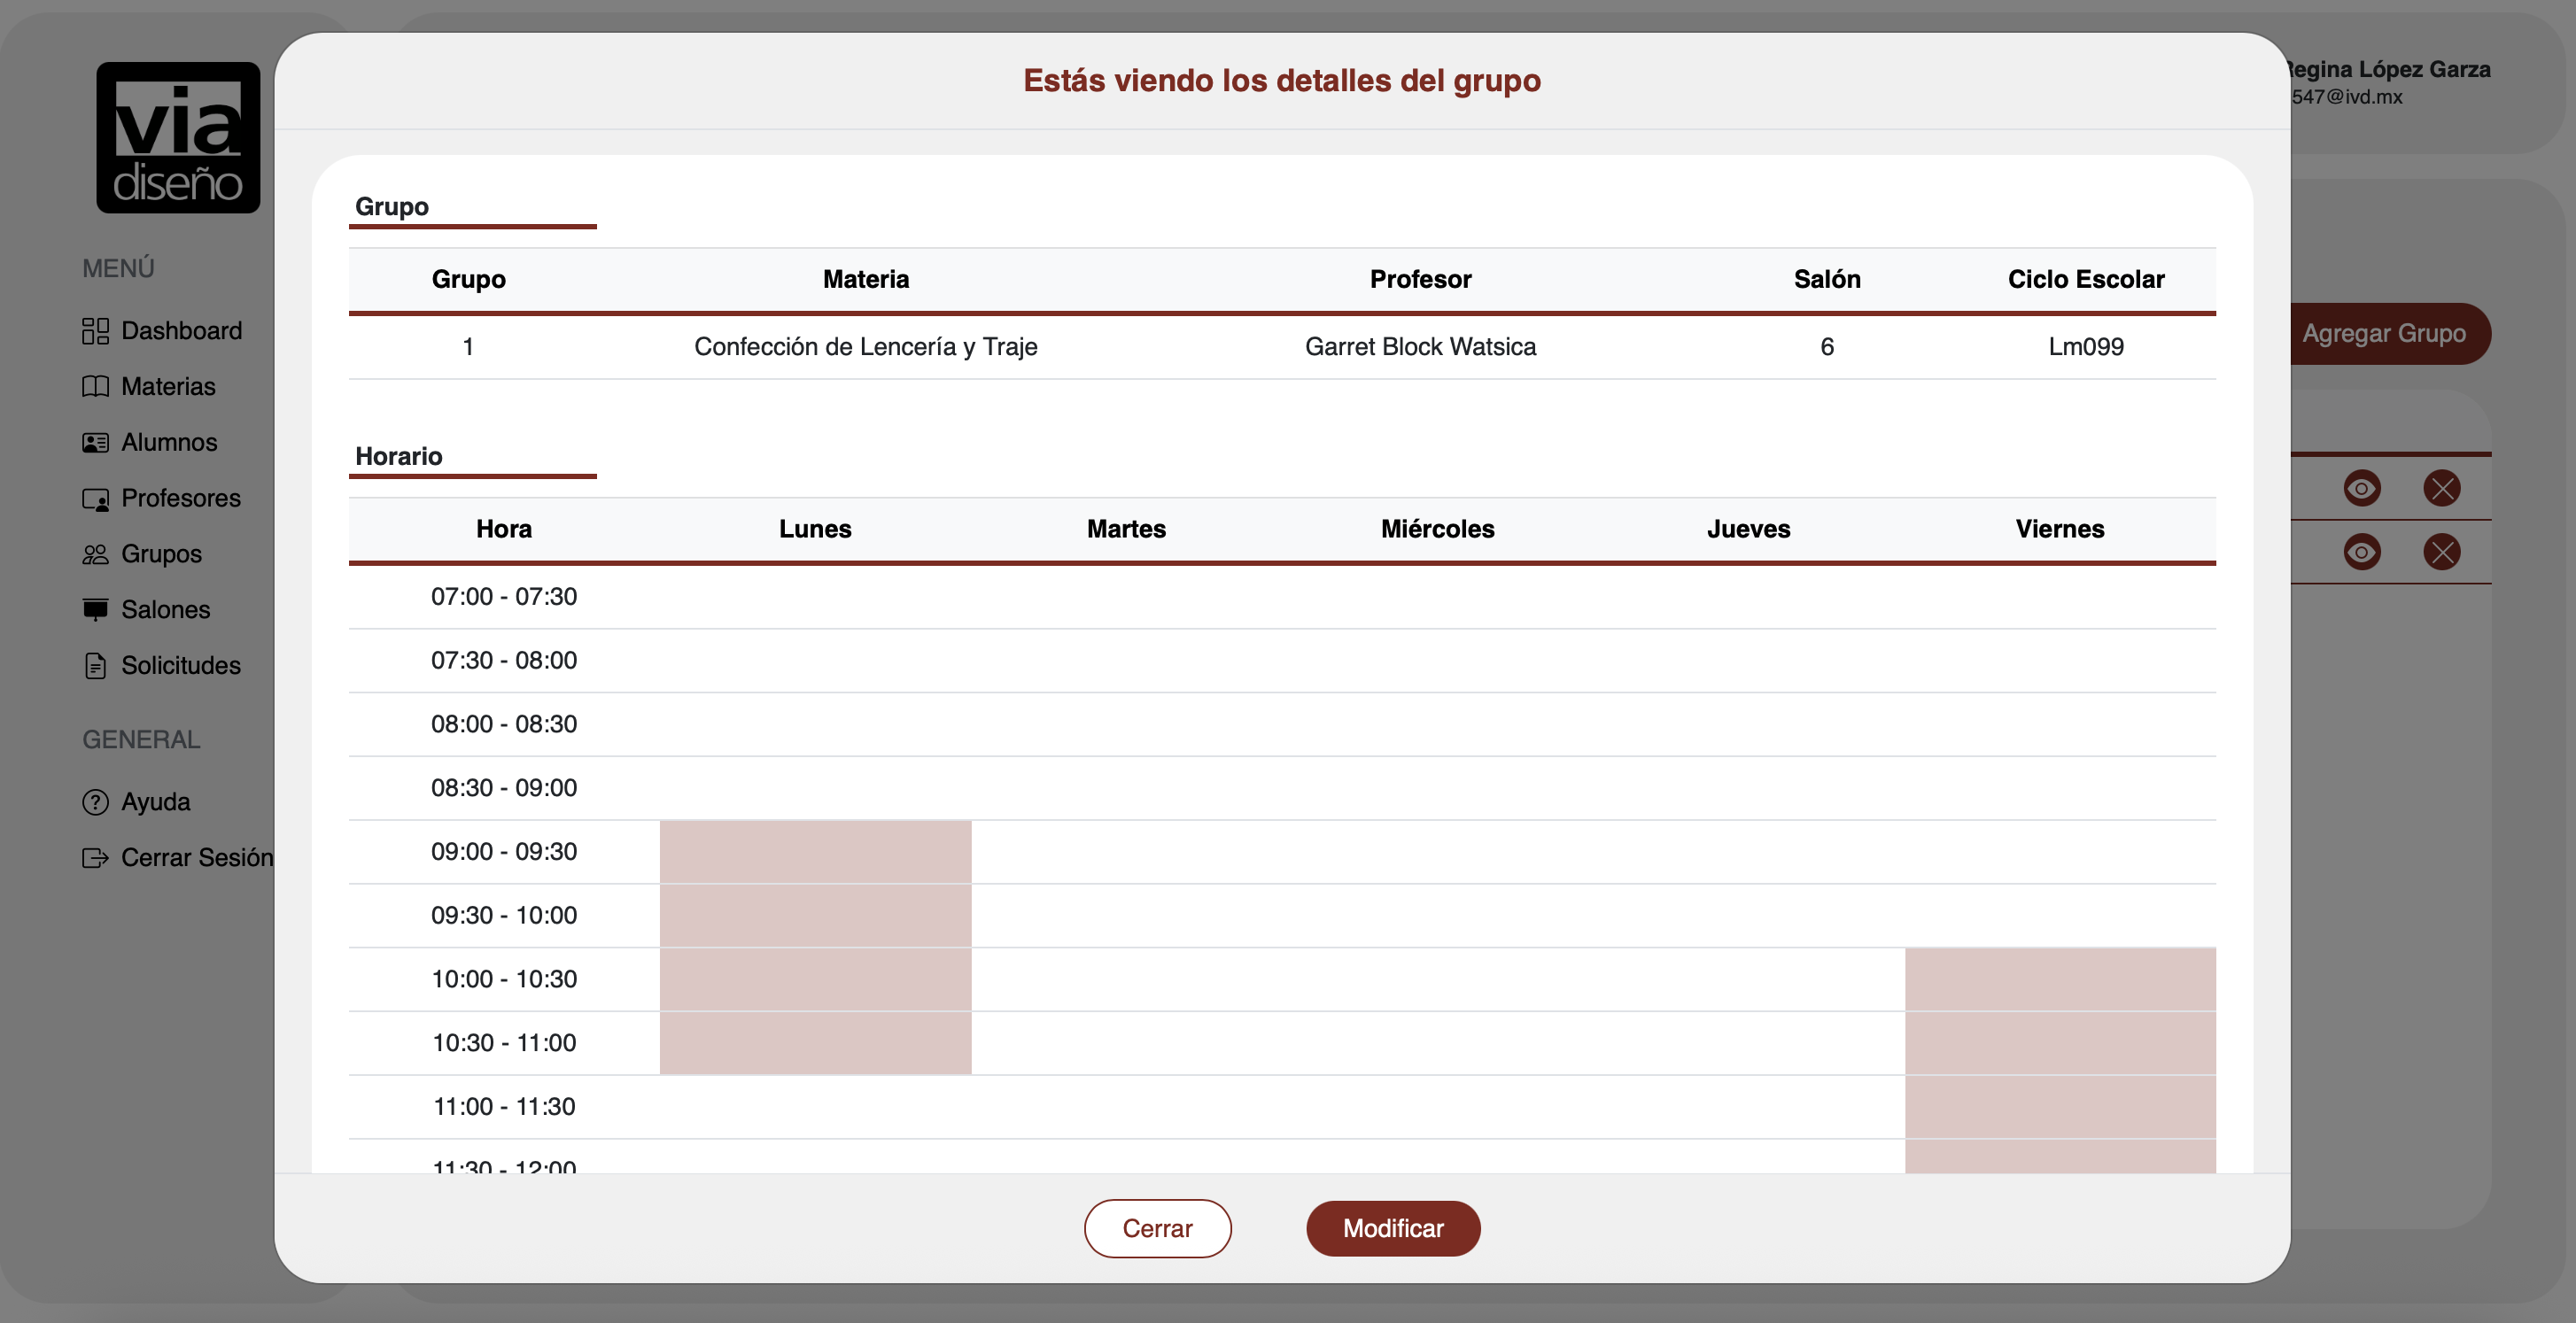 via
diseño
MENÚ
Dashboard
Materias
Alumnos
Profesores
Grupos
Salones
Solicitudes
GENERAL
Ayuda
Cerrar Sesión
Regina López Garza
547@ivd.mx
Agregar Grupo
Estás viendo los detalles del grupo
Grupo
Grupo Materia Profesor Salón Ciclo Escolar
1 Confección de Lencería y Traje Garret Block Watsica 6 Lm099
Horario
Hora Lunes Martes Miércoles Jueves Viernes
07:00 - 07:30
07:30 - 08:00
08:00 - 08:30
08:30 - 09:00
09:00 - 09:30
09:30 - 10:00
10:00 - 10:30
10:30 - 11:00
11:00 - 11:30
11:30 - 12:00
Cerrar Modificar